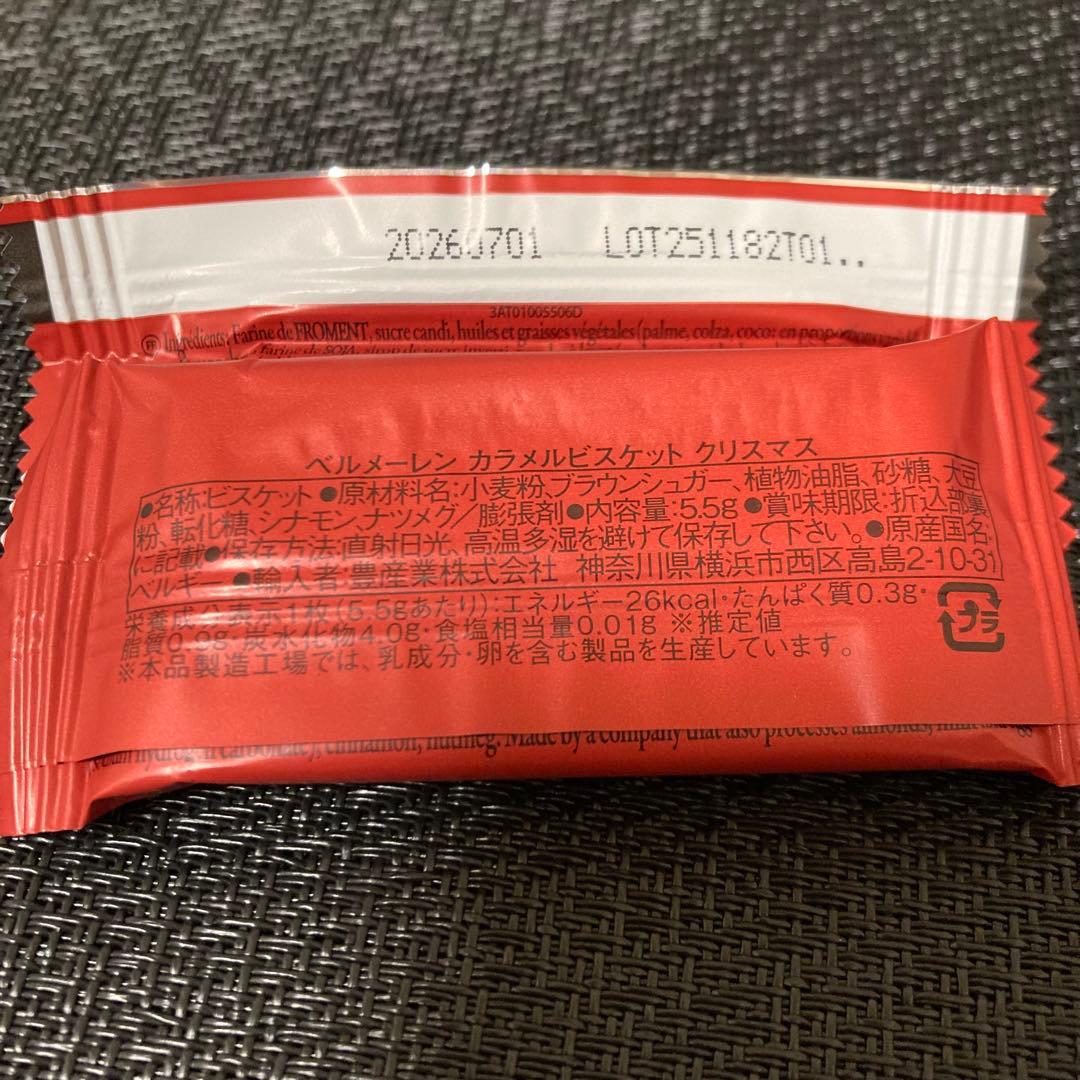 20260701 LOT251182T01..
3AT01005506D
FR Ingrédients: Farine de FROMENT, sucre candi, huiles et graisses végétales (palme, colza, coco: en proportions
farine de SOJA, sirop de sucre
ベルメーレン カラメルビスケット クリスマス
●名称:ビスケット●原材料名:小麦粉、ブラウンシュガー、植物油脂、砂糖、大豆
粉、転化糖、シナモン、ナツメグ／膨張剤●内容量:5.5g●賞味期限:折込部裏
に記載●保存方法:直射日光、高温多湿を避けて保存して下さい。●原産国名:
ベルギー●輸入者:豊産業株式会社 神奈川県横浜市西区高島2-10-31
栄養成分表示1枚(5.5gあたり):エネルギー26kcal・たんぱく質0.3g・
脂質0.9g・炭水化物4.0g・食塩相当量0.01g ※推定値
※本品製造工場では、乳成分・卵を含む製品を生産しています。
プラ
hydrogen carbonate), cinnamon, nutmeg. Made by a company that also processes almonds,